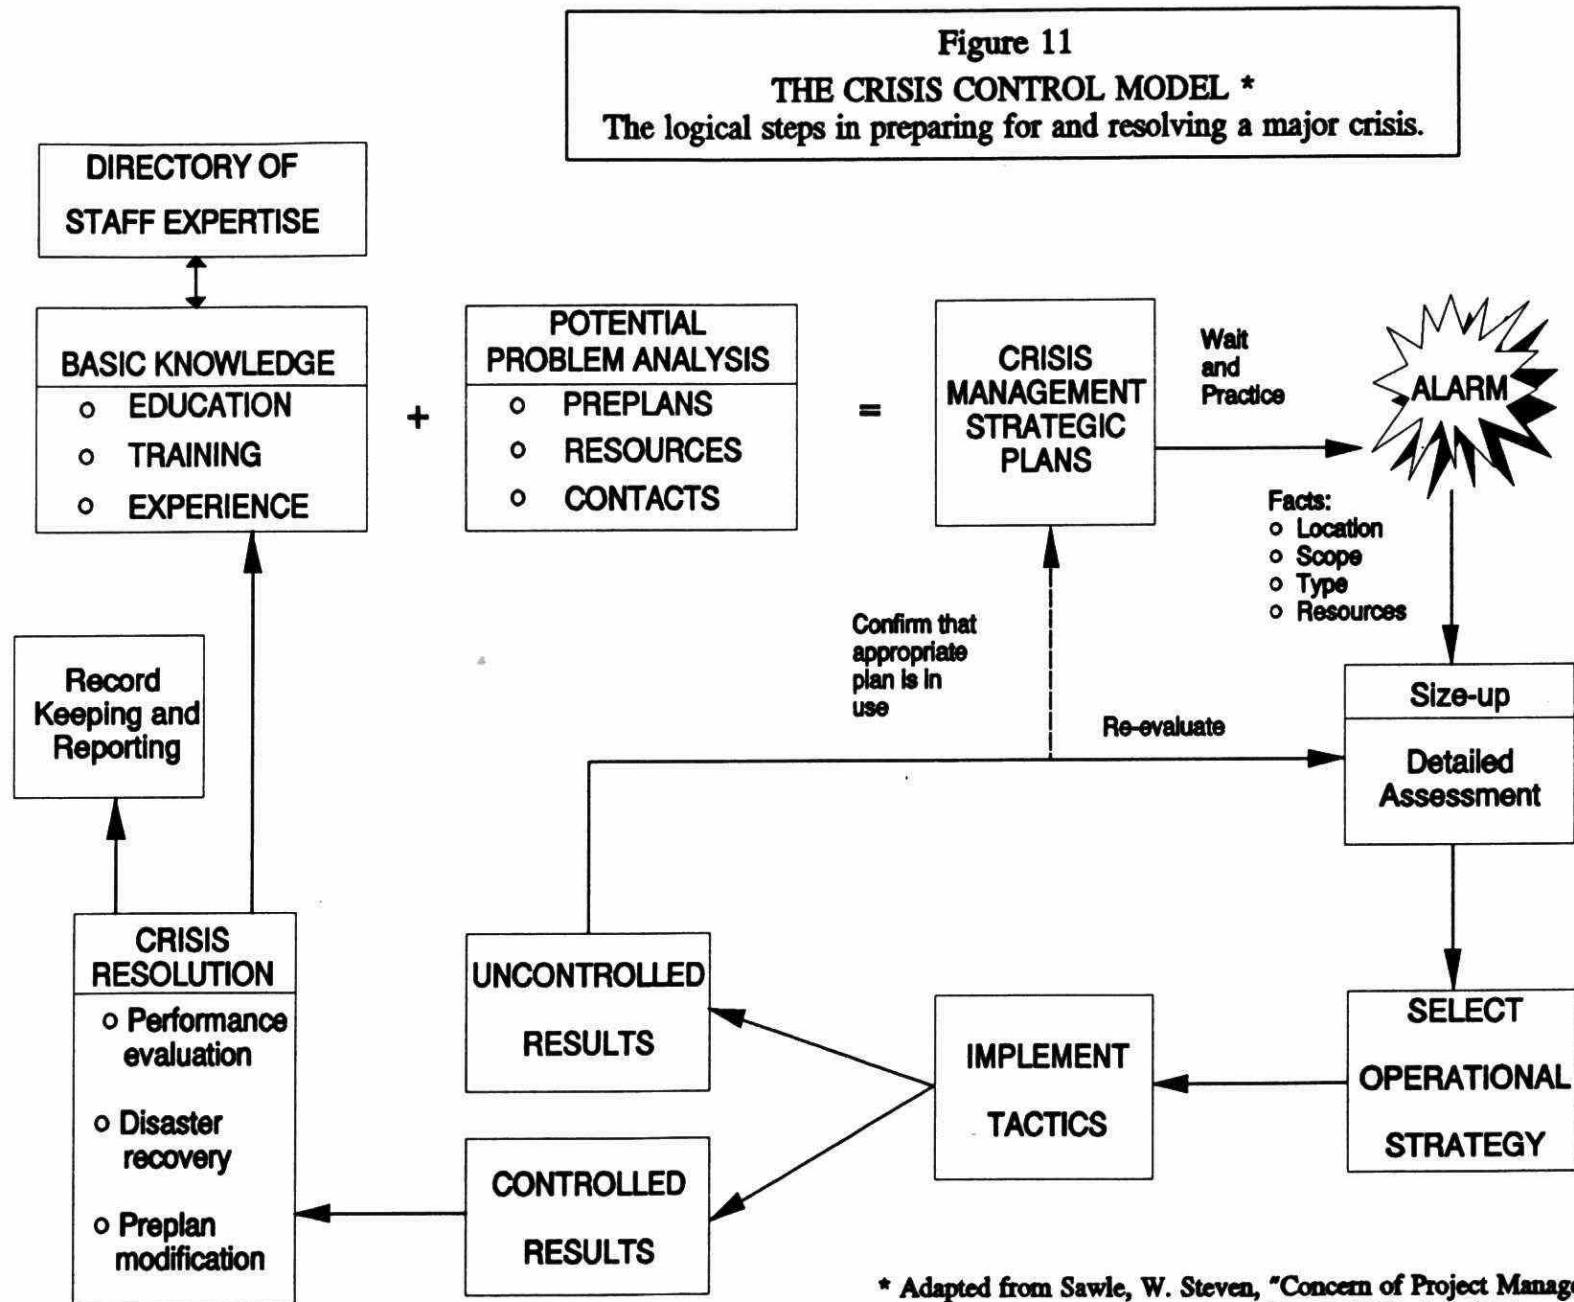 Figure 11
THE CRISIS CONTROL MODEL *
The logical steps in preparing for and resolving a major crisis.
DIRECTORY OF
STAFF EXPERTISE
BASIC KNOWLEDGE
o EDUCATION
o TRAINING
o EXPERIENCE
+
POTENTIAL
PROBLEM ANALYSIS
o PREPLANS
o RESOURCES
o CONTACTS
=
CRISIS
MANAGEMENT
STRATEGIC
PLANS
Wait
and
Practice
ALARM
Facts:
o Location
o Scope
o Type
o Resources
Confirm that
appropriate
plan is in
use
Re-evaluate
Size-up
Detailed
Assessment
Record
Keeping and
Reporting
CRISIS
RESOLUTION
o Performance
evaluation
o Disaster
recovery
o Preplan
modification
UNCONTROLLED
RESULTS
CONTROLLED
RESULTS
IMPLEMENT
TACTICS
SELECT
OPERATIONAL
STRATEGY
* Adapted from Sawle, W. Steven, "Concern of Project Manage